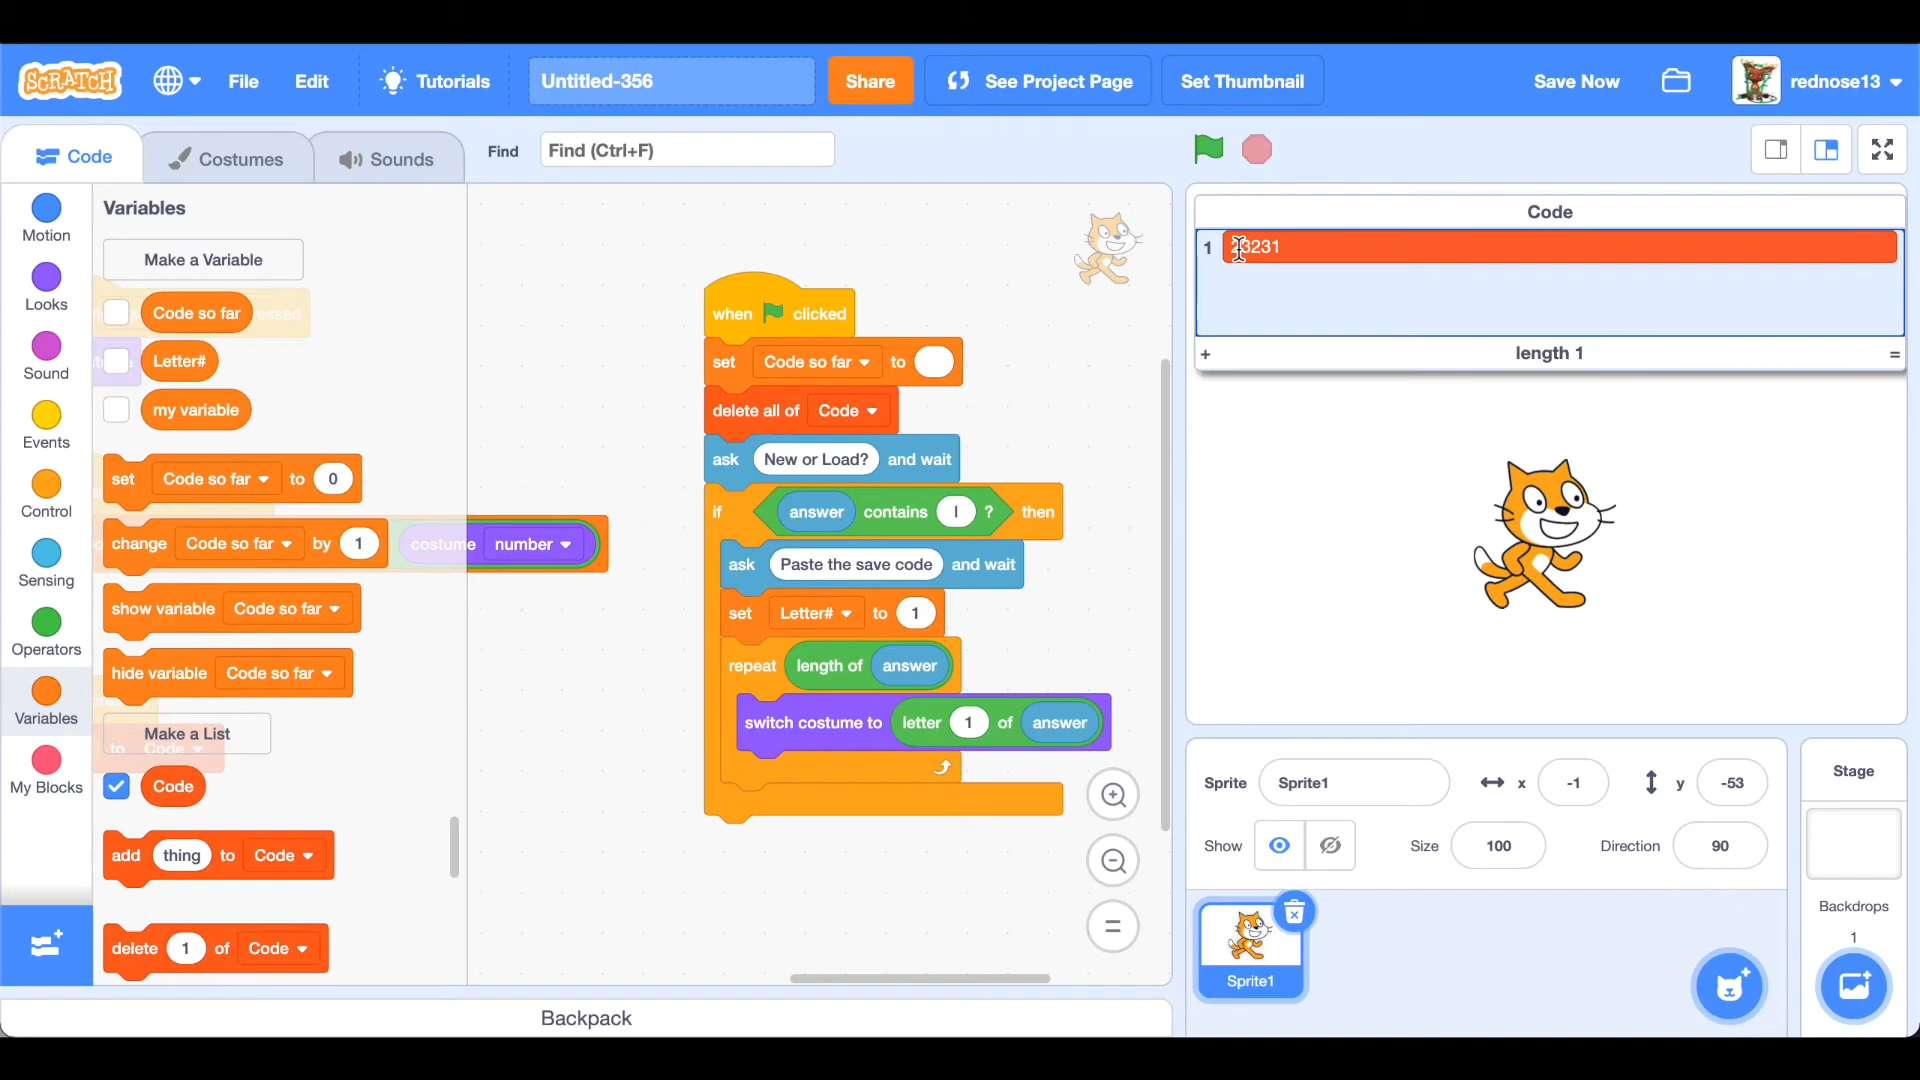 SCRATCH File Edit Tutorials Untitled-356 Share See Project Page Set Thumbnail Save Now rednose13
Code Costumes Sounds Find Find (Ctrl+F)
Motion
Looks
Sound
Events
Control
Sensing
Operators
Variables
My Blocks
Variables
Make a Variable
Code so far
Letter#
my variable
set Code so far to 0
change Code so far by 1
costume number
show variable Code so far
hide variable Code so far
Make a List
to Code
Code
add thing to Code
delete 1 of Code
when clicked
set Code so far to
delete all of Code
ask New or Load? and wait
if answer contains l ? then
ask Paste the save code and wait
set Letter# to 1
repeat length of answer
switch costume to letter 1 of answer
Backpack
Code
1
+ length 1 =
Sprite Sprite1 x -1 y -53
Show Size 100 Direction 90
Sprite1
Stage
Backdrops
1